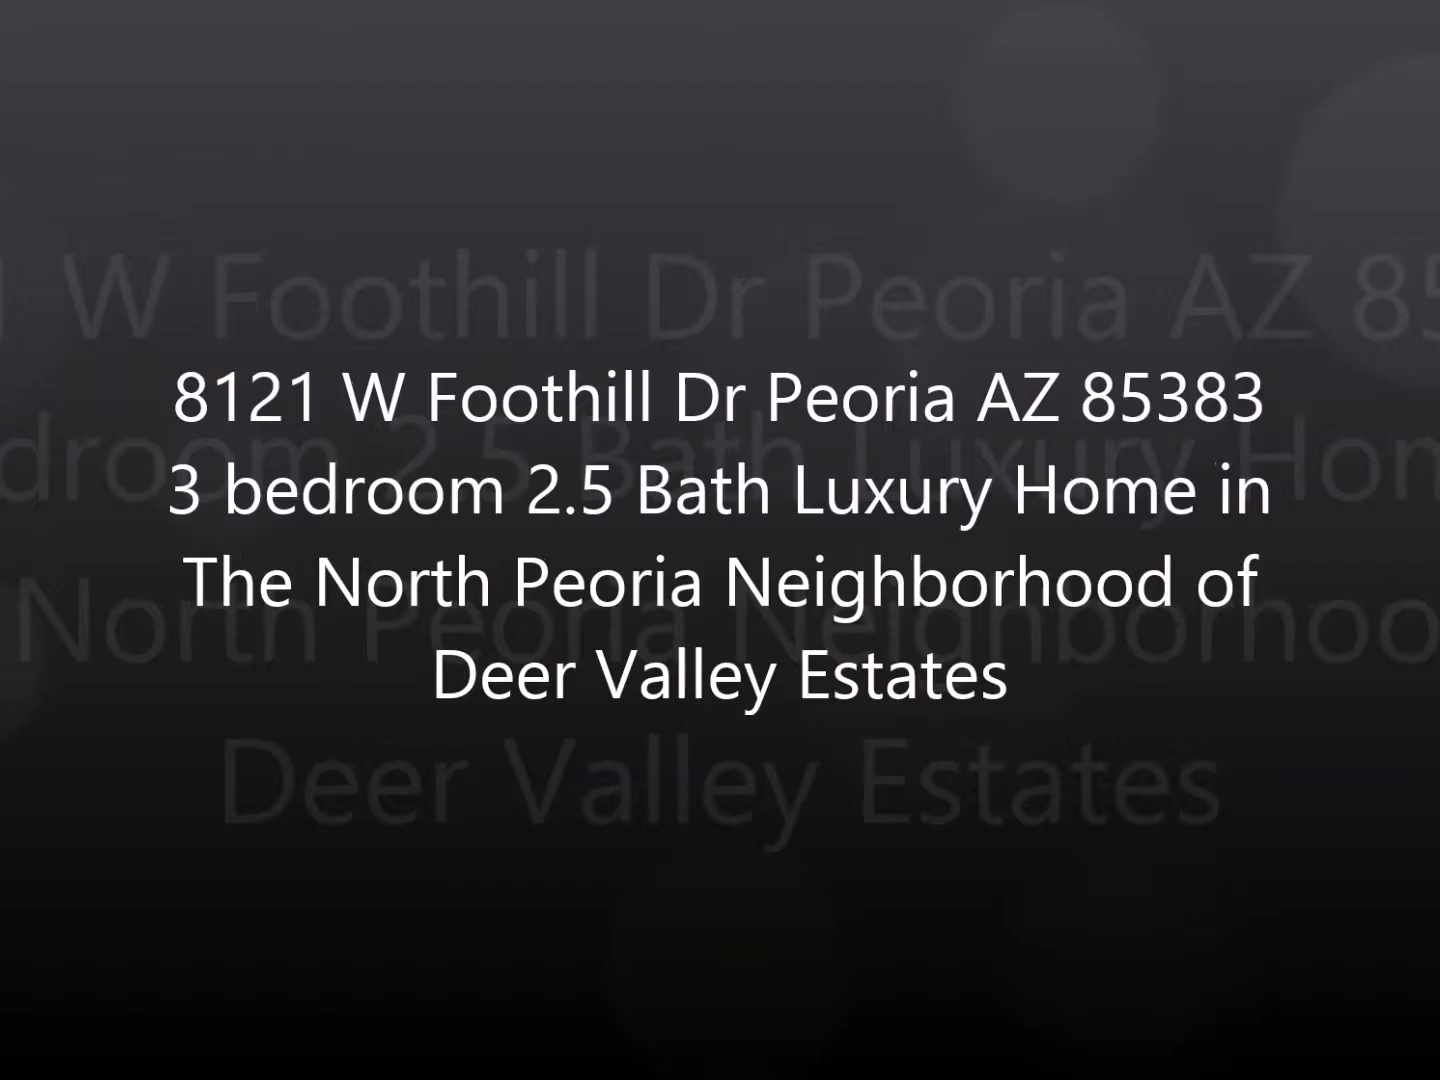 8121 W Foothill Dr Peoria AZ 85383
3 bedroom 2.5 Bath Luxury Home in
The North Peoria Neighborhood of
Deer Valley Estates